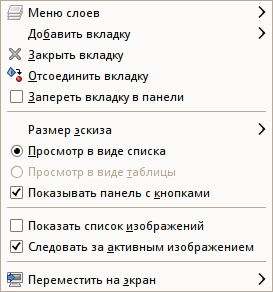 Меню слоев
Добавить вкладку
Закрыть вкладку
Отсоединить вкладку
Запереть вкладку в панели
Размер эскиза
Просмотр в виде списка
Просмотр в виде таблицы
Показывать панель с кнопками
Показать список изображений
Следовать за активным изображением
Переместить на экран